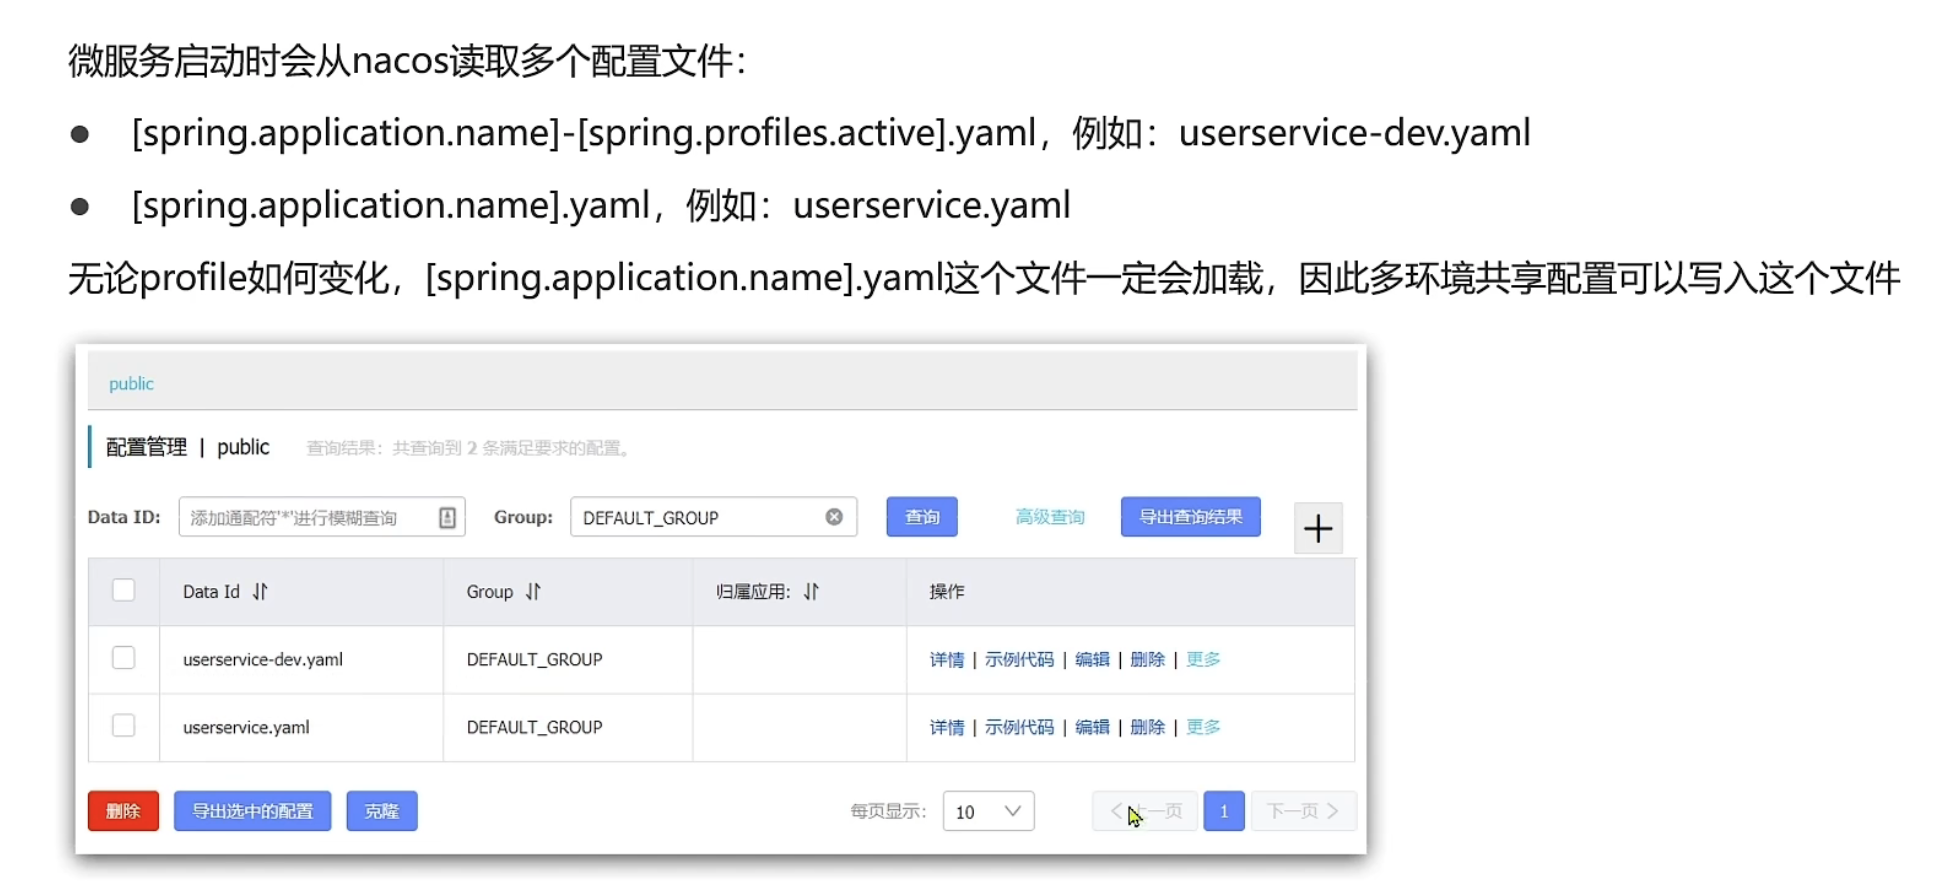 微服务启动时会从nacos读取多个配置文件：
● [spring.application.name]-[spring.profiles.active].yaml，例如：userservice-dev.yaml
● [spring.application.name].yaml，例如：userservice.yaml
无论profile如何变化，[spring.application.name].yaml这个文件一定会加载，因此多环境共享配置可以写入这个文件
public
配置管理 | public 查询结果：共查询到 2 条满足要求的配置。
Data ID: 添加通配符'*'进行模糊查询 Group: DEFAULT_GROUP 查询 高级查询 导出查询结果 +
Data Id Group 归属应用: 操作
userservice-dev.yaml DEFAULT_GROUP 详情 | 示例代码 | 编辑 | 删除 | 更多
userservice.yaml DEFAULT_GROUP 详情 | 示例代码 | 编辑 | 删除 | 更多
删除 导出选中的配置 克隆 每页显示: 10 上一页 1 下一页